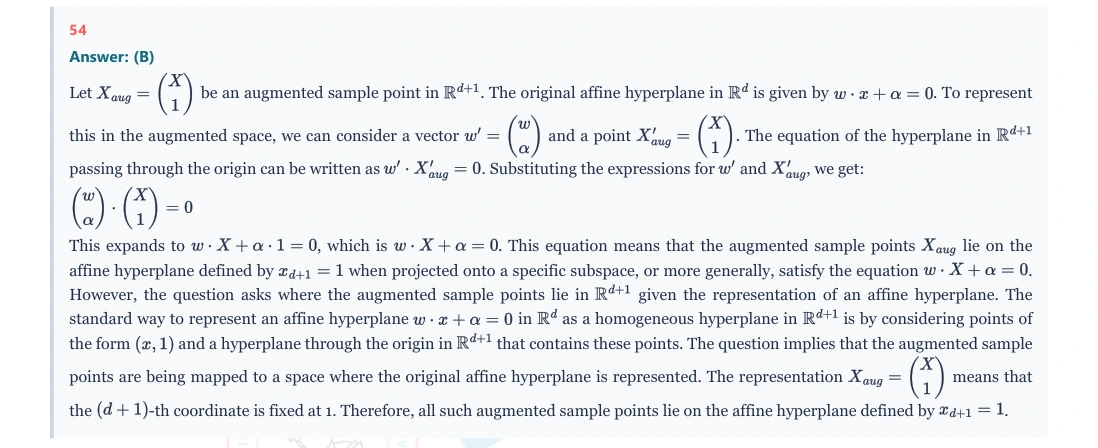 54
Answer: (B)
Let X_aug = (X 1) be an augmented sample point in ℝ^{d+1}. The original affine hyperplane in ℝ^d is given by w · x + α = 0. To represent
this in the augmented space, we can consider a vector w′ = (w α) and a point X′_aug = (X 1). The equation of the hyperplane in ℝ^{d+1}
passing through the origin can be written as w′ · X′_aug = 0. Substituting the expressions for w′ and X′_aug, we get:
(w α) · (X 1) = 0
This expands to w · X + α · 1 = 0, which is w · X + α = 0. This equation means that the augmented sample points X_aug lie on the
affine hyperplane defined by x_{d+1} = 1 when projected onto a specific subspace, or more generally, satisfy the equation w · X + α = 0.
However, the question asks where the augmented sample points lie in ℝ^{d+1} given the representation of an affine hyperplane. The
standard way to represent an affine hyperplane w · x + α = 0 in ℝ^d as a homogeneous hyperplane in ℝ^{d+1} is by considering points of
the form (x, 1) and a hyperplane through the origin in ℝ^{d+1} that contains these points. The question implies that the augmented sample
points are being mapped to a space where the original affine hyperplane is represented. The representation X_aug = (X 1) means that
the (d + 1)-th coordinate is fixed at 1. Therefore, all such augmented sample points lie on the affine hyperplane defined by x_{d+1} = 1.